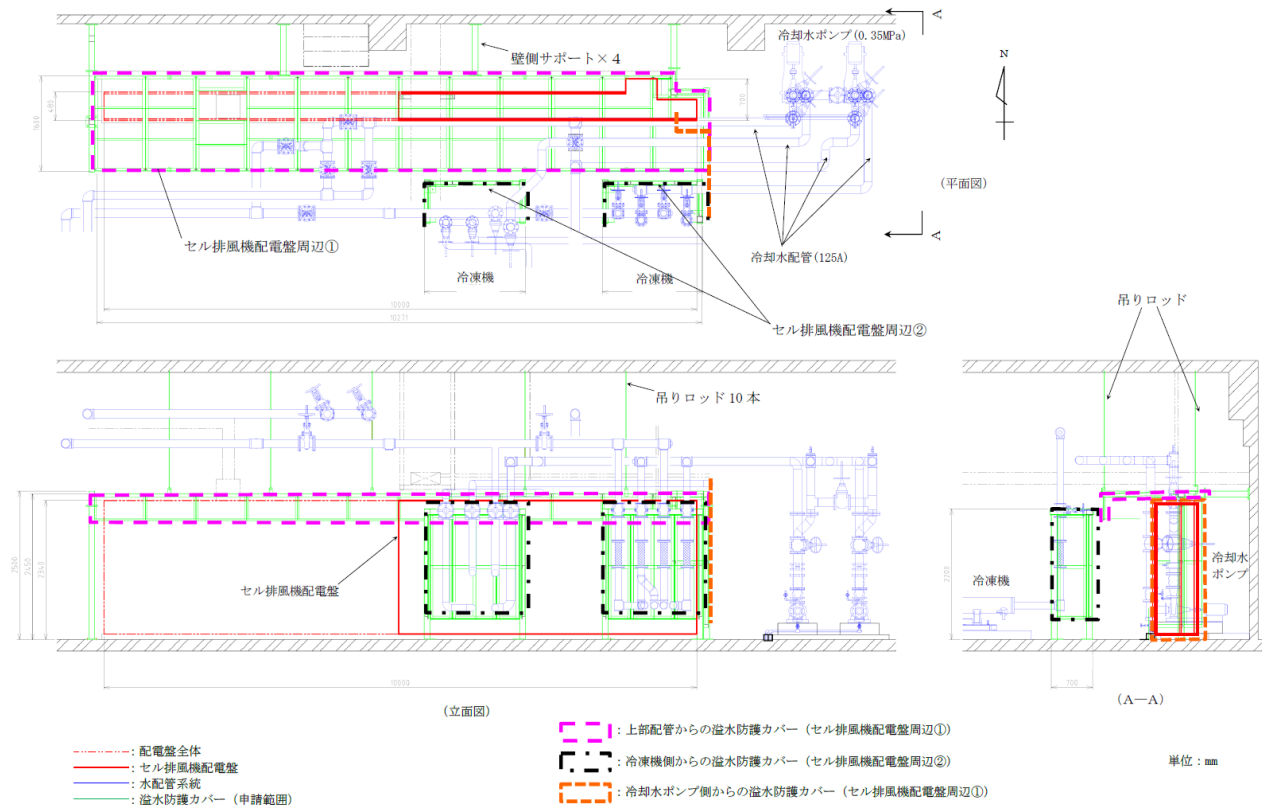 A
冷却水ポンプ(0.35MPa)
壁側サポート×4
N
1600
480
700
(平面図)
セル排風機配電盤周辺①
冷却水配管(125A)
A
冷凍機
冷凍機
10000
10271
セル排風機配電盤周辺②
吊りロッド
吊りロッド 10 本
2450
2340
2200
セル排風機配電盤
冷凍機
冷却水
ポンプ
10000
700
(立面図)
(A―A)
:配電盤全体
:セル排風機配電盤
:水配管系統
:溢水防護カバー(申請範囲)
:上部配管からの溢水防護カバー(セル排風機配電盤周辺①)
:冷凍機側からの溢水防護カバー(セル排風機配電盤周辺②)
:冷却水ポンプ側からの溢水防護カバー(セル排風機配電盤周辺①)
単位:mm